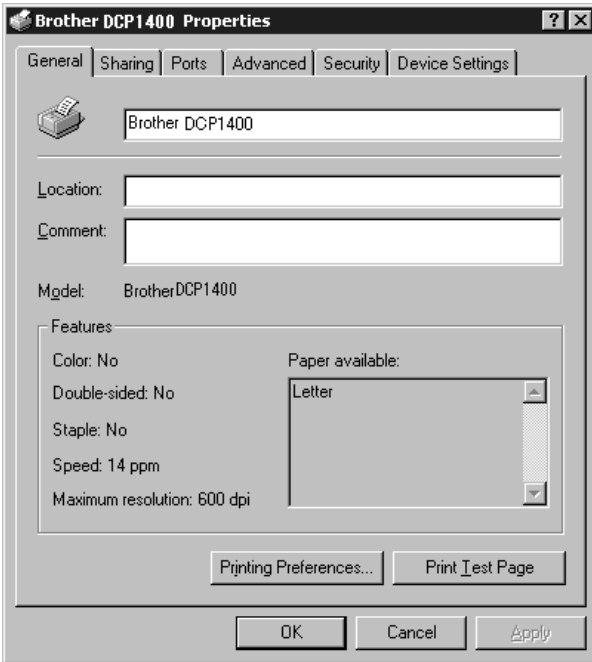 Brother DCP1400 Properties
? X
General Sharing Ports Advanced Security Device Settings
Brother DCP1400
Location:
Comment:
Model: BrotherDCP1400
Features
Color: No
Paper available:
Double-sided: No
Letter
Staple: No
Speed: 14 ppm
Maximum resolution: 600 dpi
Printing Preferences... Print Test Page
OK Cancel Apply